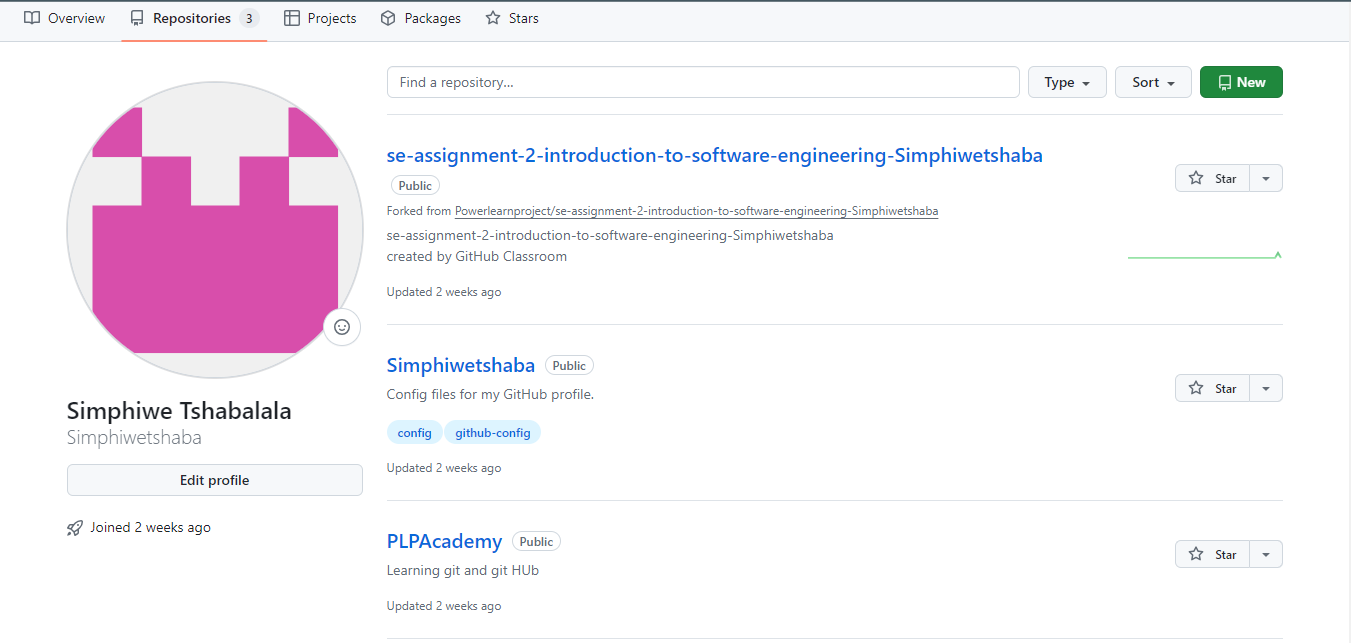 Overview Repositories 3 Projects Packages Stars
Find a repository... Type Sort New
se-assignment-2-introduction-to-software-engineering-Simphiwetshaba
Public
Star
Forked from Powerlearnproject/se-assignment-2-introduction-to-software-engineering-Simphiwetshaba
se-assignment-2-introduction-to-software-engineering-Simphiwetshaba
created by GitHub Classroom
Updated 2 weeks ago
Simphiwetshaba Public
Star
Config files for my GitHub profile.
config github-config
Updated 2 weeks ago
PLPAcademy Public
Star
Learning git and git HUb
Updated 2 weeks ago
Simphiwe Tshabalala
Simphiwetshaba
Edit profile
Joined 2 weeks ago